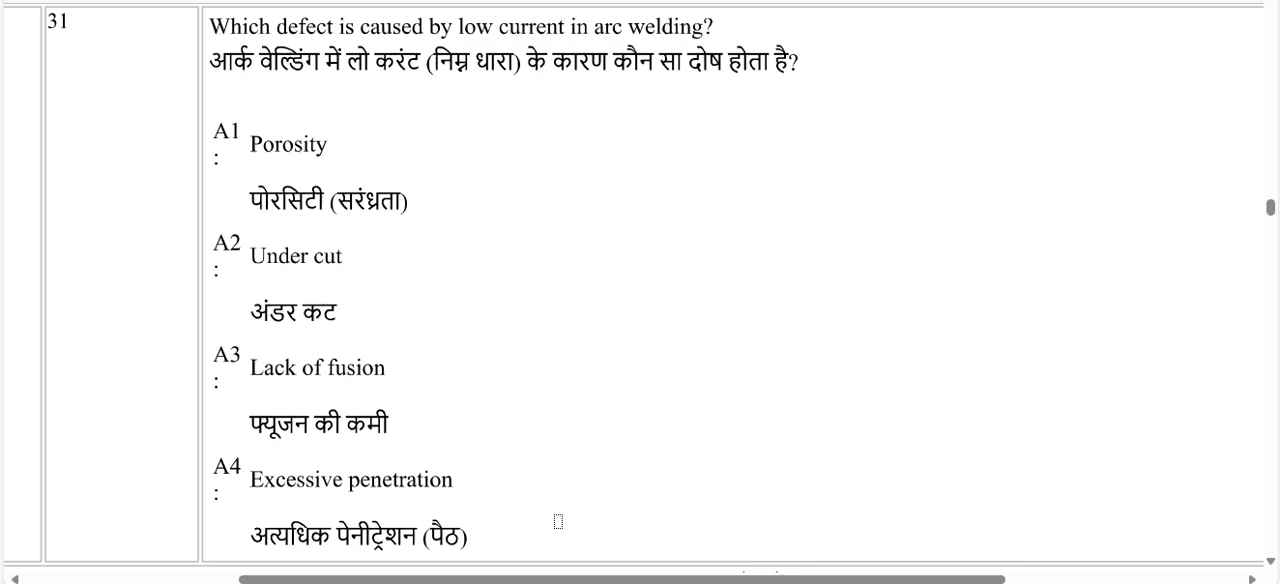 31
Which defect is caused by low current in arc welding?
आर्क वेल्डिंग में लो करंट (निम्न धारा) के कारण कौन सा दोष होता है?
A1
:
Porosity
पोरसिटी (सरंध्रता)
A2
:
Under cut
अंडर कट
A3
:
Lack of fusion
फ्यूजन की कमी
A4
:
Excessive penetration
अत्यधिक पेनीट्रेशन (पैठ)